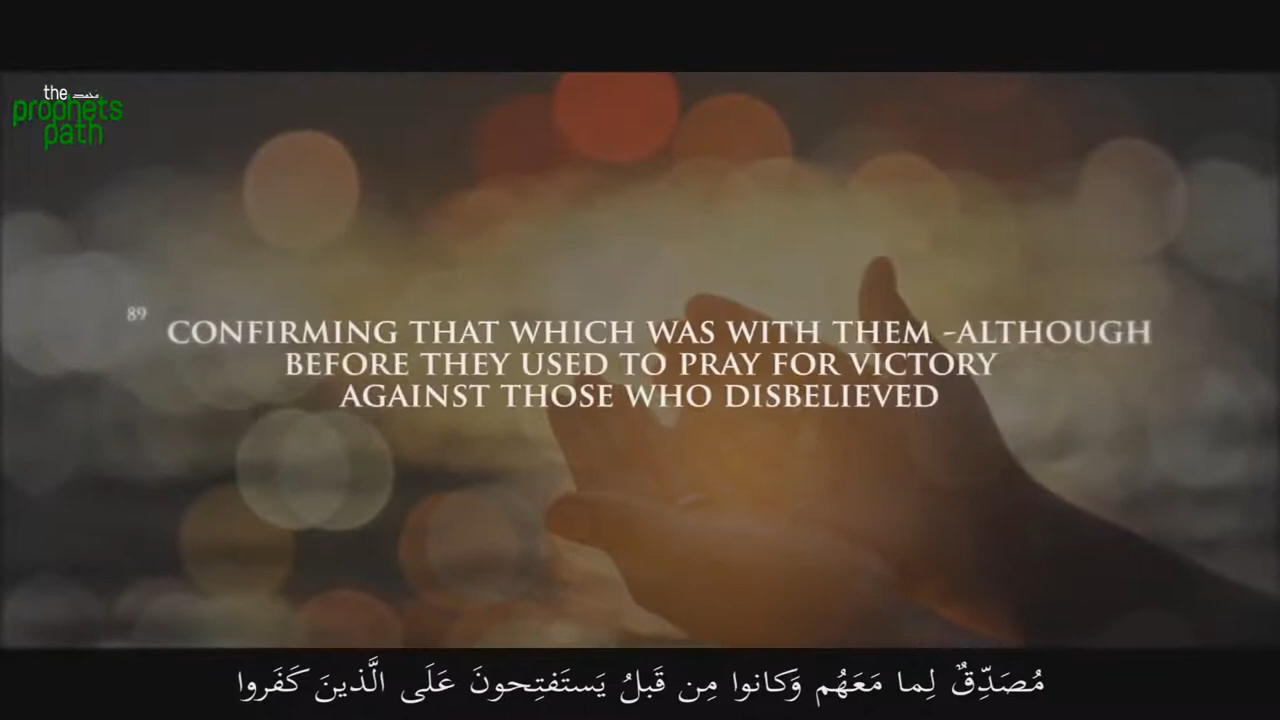 the محمد
prophets
path
89
CONFIRMING THAT WHICH WAS WITH THEM -ALTHOUGH
BEFORE THEY USED TO PRAY FOR VICTORY
AGAINST THOSE WHO DISBELIEVED
مُصَدِّقٌ لِما مَعَهُم وَكانوا مِن قَبلُ يَستَفتِحونَ عَلَى الَّذينَ كَفَروا